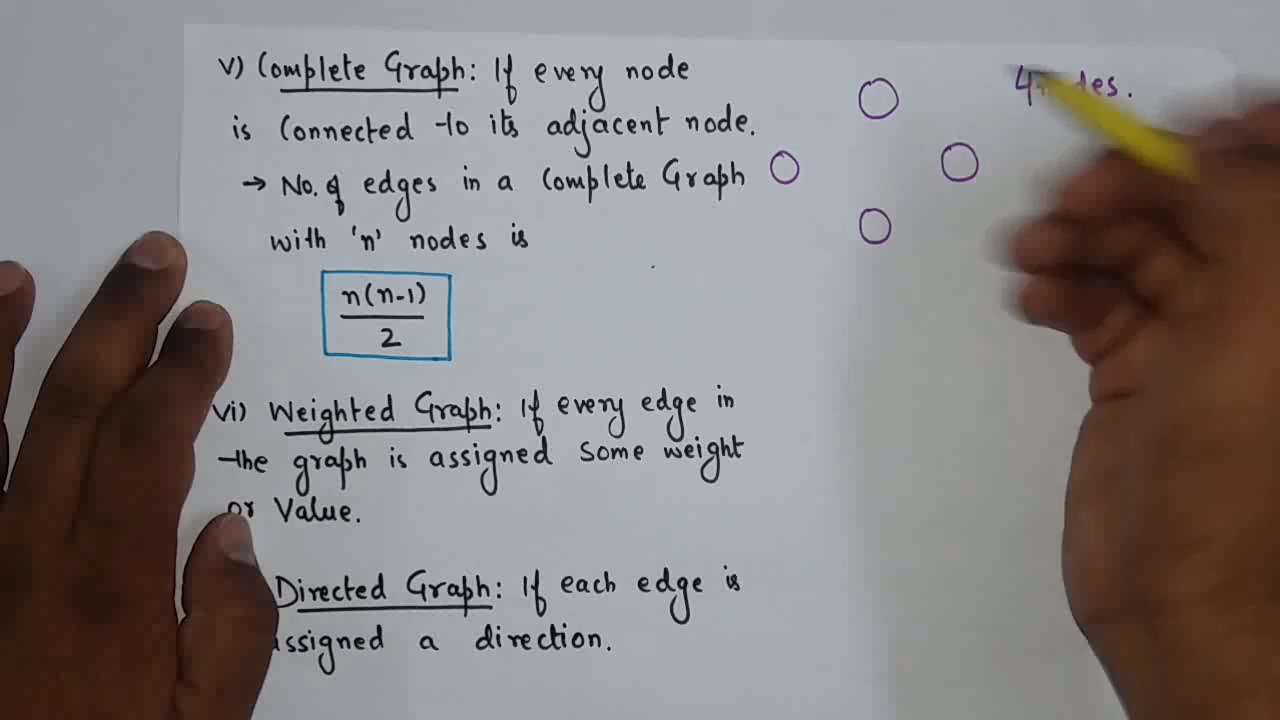 v) Complete Graph: If every node
is connected to its adjacent node.
→ No. of edges in a complete Graph
with 'n' nodes is
n(n-1)
2
vi) Weighted Graph: If every edge in
the graph is assigned some weight
or Value.
Directed Graph: If each edge is
assigned a direction.
4 nodes.